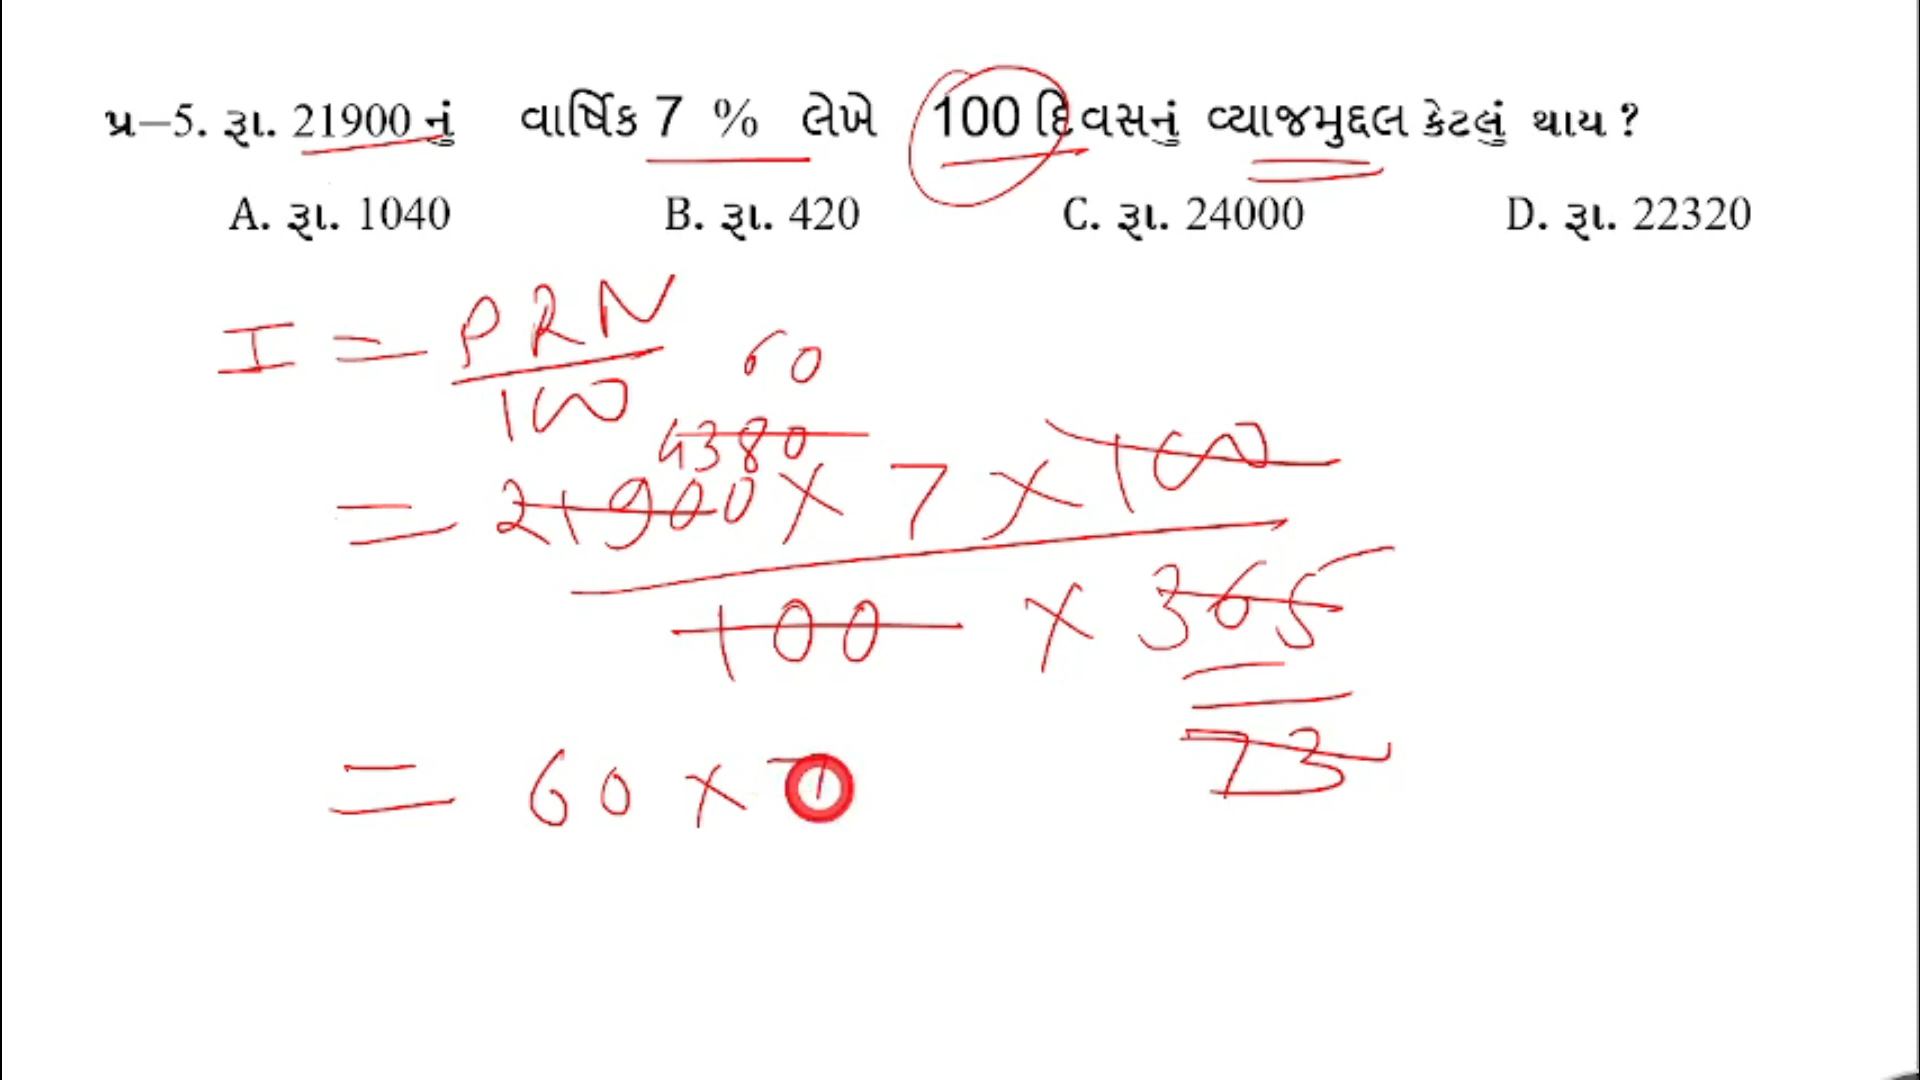 પ્ર–5. રૂા. 21900 નું વાર્ષિક 7 % લેખે 100 દિવસનું વ્યાજમુદ્દલ કેટલું થાય ?
A. રૂા. 1040 B. રૂા. 420 C. રૂા. 24000 D. રૂા. 22320
I = PRN
100
60
4380
= 21900 X 7 X 100
100 X 365
73
= 60 x 7